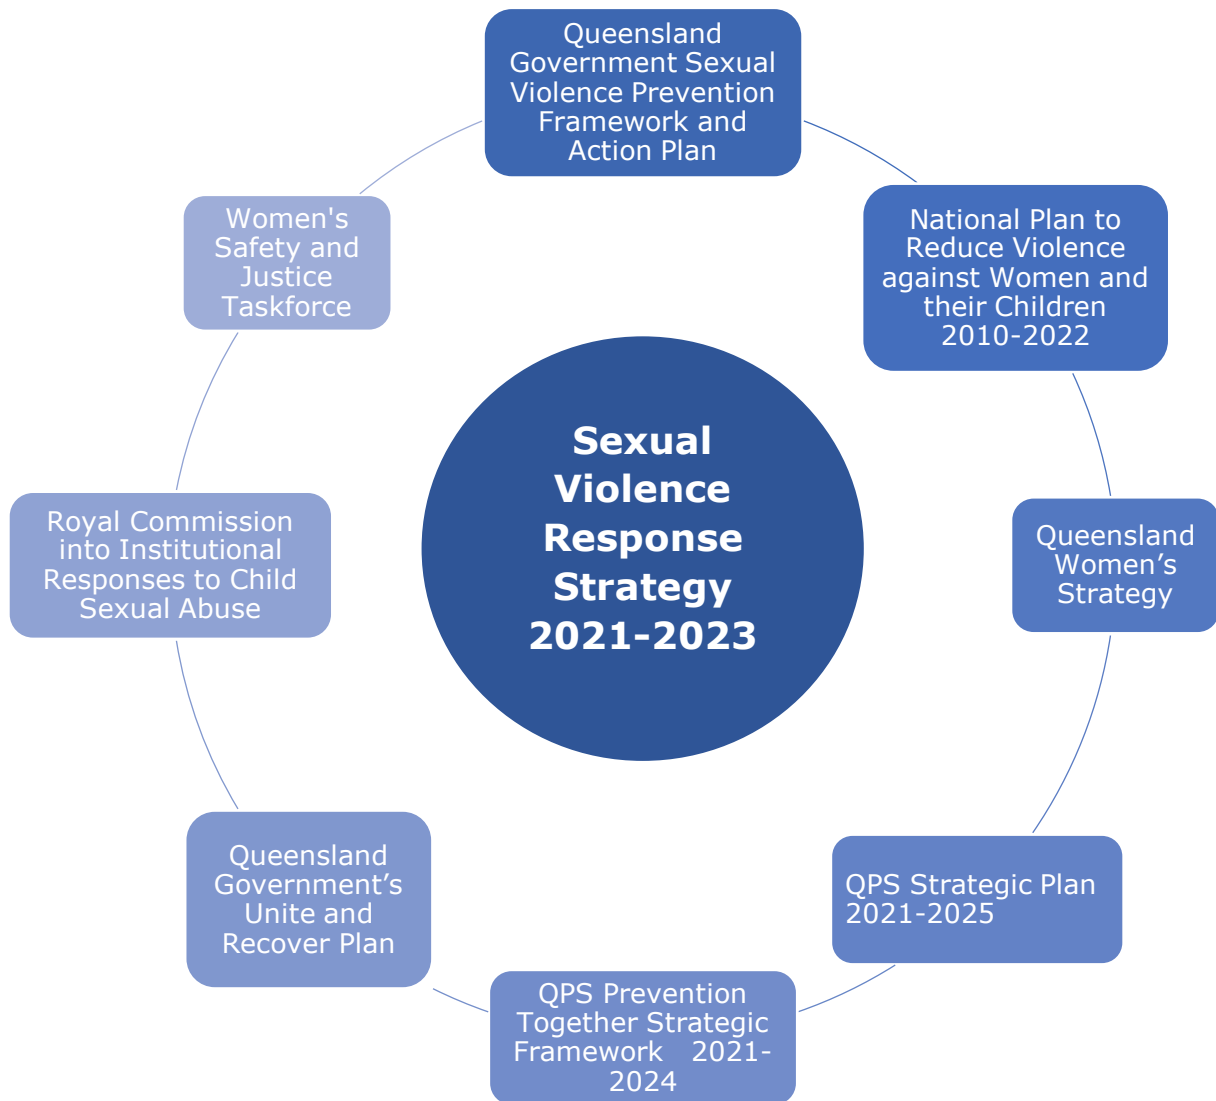 Queensland
Government Sexual
Violence Prevention
Framework and
Action Plan
National Plan to
Reduce Violence
against Women and
their Children
2010-2022
Queensland
Women’s
Strategy
QPS Strategic Plan
2021-2025
QPS Prevention
Together Strategic
Framework 2021-
2024
Queensland
Government’s
Unite and
Recover Plan
Royal Commission
into Institutional
Responses to Child
Sexual Abuse
Women's
Safety and
Justice
Taskforce
Sexual
Violence
Response
Strategy
2021-2023